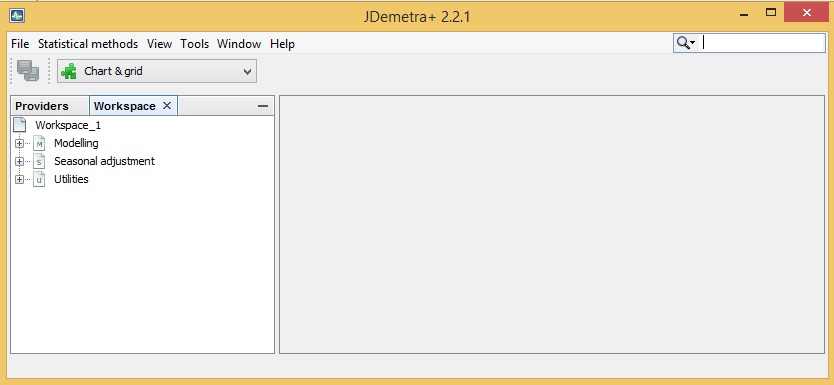 JDemetra+ 2.2.1
File Statistical methods View Tools Window Help
Chart & grid
Providers Workspace
Workspace_1
M Modelling
S Seasonal adjustment
U Utilities